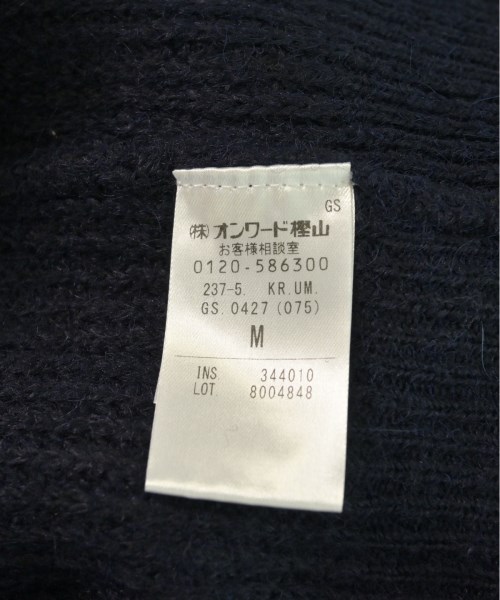 GS
(株)オンワード樫山
お客様相談室
0120-586300
237-5. KR.UM.
GS.0427(075)
M
INS 344010
LOT 8004848